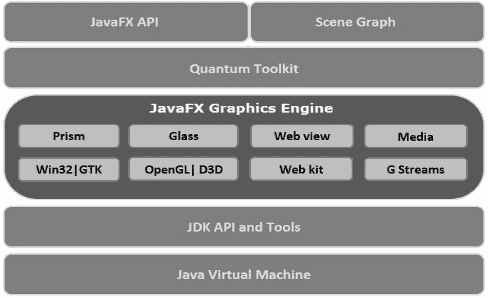 JavaFX API Scene Graph
Quantum Toolkit
JavaFX Graphics Engine
Prism Glass Web view Media
Win32|GTK OpenGL| D3D Web kit G Streams
JDK API and Tools
Java Virtual Machine